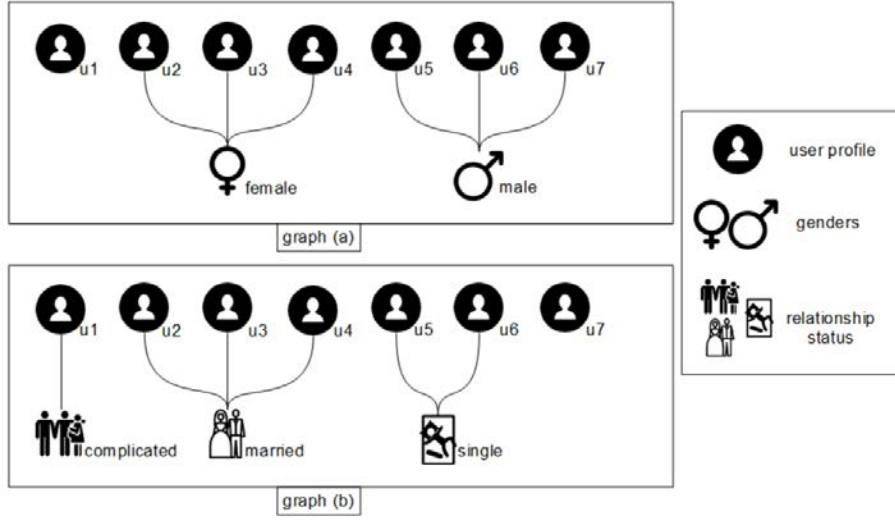 u1 u2 u3 u4 u5 u6 u7
female male
graph (a)
u1 u2 u3 u4 u5 u6 u7
complicated married single
graph (b)
user profile
genders
relationship
status